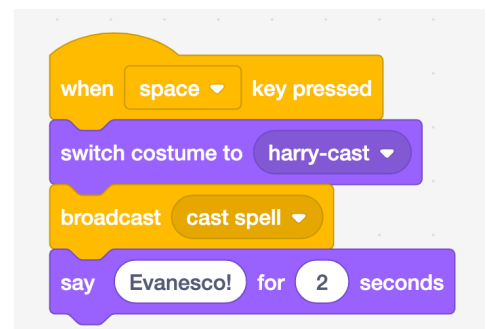 when space key pressed
switch costume to harry-cast
broadcast cast spell
say Evanesco! for 2 seconds